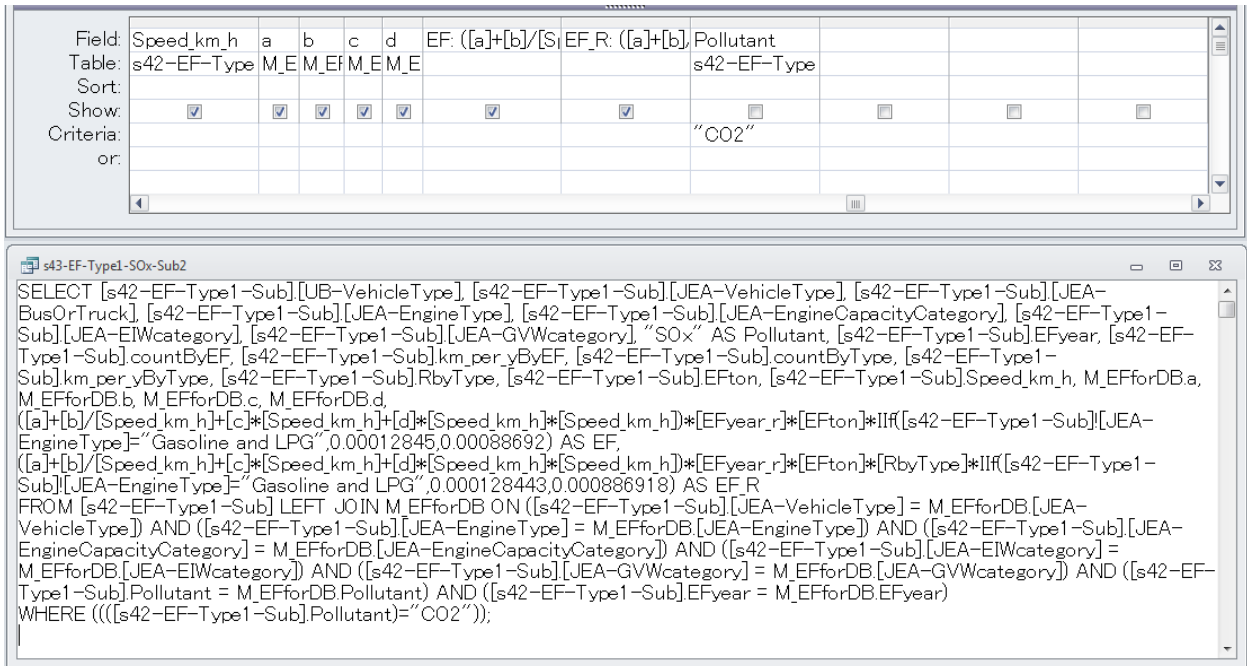 Field: Speed_km_h a b c d EF: ([a]+[b]/[S EF_R: ([a]+[b], Pollutant
Table: s42-EF-Type M_E M_EF M_E M_E s42-EF-Type
Sort:
Show:
Criteria: "CO2"
or:
s43-EF-Type1-SOx-Sub2
SELECT [s42-EF-Type1-Sub].[UB-VehicleType], [s42-EF-Type1-Sub].[JEA-VehicleType], [s42-EF-Type1-Sub].[JEA-
BusOrTruck], [s42-EF-Type1-Sub].[JEA-EngineType], [s42-EF-Type1-Sub].[JEA-EngineCapacityCategory], [s42-EF-Type1-
Sub].[JEA-EIWcategory], [s42-EF-Type1-Sub].[JEA-GVWcategory], "SOx" AS Pollutant, [s42-EF-Type1-Sub].EFyear, [s42-EF-
Type1-Sub].countByEF, [s42-EF-Type1-Sub].km_per_yByEF, [s42-EF-Type1-Sub].countByType, [s42-EF-Type1-
Sub].km_per_yByType, [s42-EF-Type1-Sub].RbyType, [s42-EF-Type1-Sub].EFton, [s42-EF-Type1-Sub].Speed_km_h, M_EFforDB.a,
M_EFforDB.b, M_EFforDB.c, M_EFforDB.d,
([a]+[b]/[Speed_km_h]+[c]*[Speed_km_h]+[d]*[Speed_km_h]*[Speed_km_h])*[EFyear_r]*[EFton]*IIf([s42-EF-Type1-Sub]![JEA-
EngineType]="Gasoline and LPG",0.00012845,0.00088692) AS EF,
([a]+[b]/[Speed_km_h]+[c]*[Speed_km_h]+[d]*[Speed_km_h]*[Speed_km_h])*[EFyear_r]*[EFton]*[RbyType]*IIf([s42-EF-Type1-
Sub]![JEA-EngineType]="Gasoline and LPG",0.000128443,0.000886918) AS EF_R
FROM [s42-EF-Type1-Sub] LEFT JOIN M_EFforDB ON ([s42-EF-Type1-Sub].[JEA-VehicleType] = M_EFforDB.[JEA-
VehicleType]) AND ([s42-EF-Type1-Sub].[JEA-EngineType] = M_EFforDB.[JEA-EngineType]) AND ([s42-EF-Type1-Sub].[JEA-
EngineCapacityCategory] = M_EFforDB.[JEA-EngineCapacityCategory]) AND ([s42-EF-Type1-Sub].[JEA-EIWcategory] =
M_EFforDB.[JEA-EIWcategory]) AND ([s42-EF-Type1-Sub].[JEA-GVWcategory] = M_EFforDB.[JEA-GVWcategory]) AND ([s42-EF-
Type1-Sub].Pollutant = M_EFforDB.Pollutant) AND ([s42-EF-Type1-Sub].EFyear = M_EFforDB.EFyear)
WHERE ((([s42-EF-Type1-Sub].Pollutant)="CO2"));